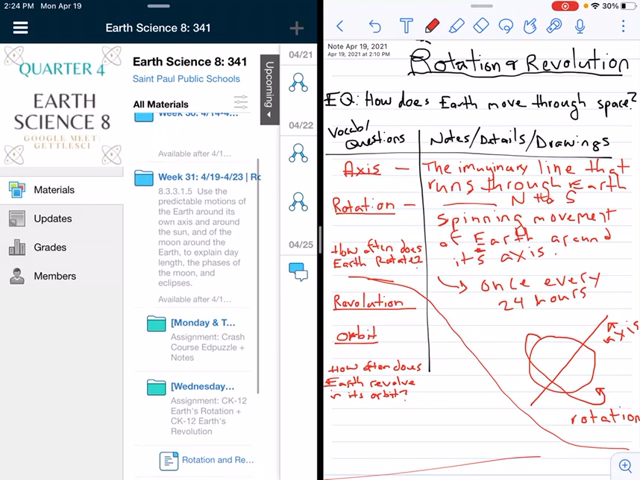 2:24 PM Mon Apr 19
30%
Earth Science 8: 341
QUARTER 4
EARTH
SCIENCE 8
GOOGLE MEET
GETTLESCI
Materials
Updates
Grades
Members
Earth Science 8: 341
Saint Paul Public Schools
All Materials
Week 30: 4/14-4...
Available after 4/1...
Week 31: 4/19-4/23 | Ro
8.3.3.1.5 Use the
predictable motions of
the Earth around its
own axis and around
the sun, and of the
moon around the Earth,
to explain day length,
the phases of the
moon, and eclipses.
Available after 4/1...
[Monday & T...
Assignment: Crash
Course Edpuzzle +
Notes
[Wednesday...
Assignment: CK-12
Earth's Rotation +
CK-12 Earth's
Revolution
Rotation and Re...
Upcoming
04/21
04/22
04/25
Note Apr 19, 2021
Apr 19, 2021 at 2:10 PM
Rotation & Revolution
EQ: How does Earth move through space?
Vocab/
Questions
Notes/Details/Drawings
Axis – The imaginary line that
runs through Earth
N to S
Rotation – Spinning movement
of Earth around
its axis.
How often does
Earth Rotate?
↳ once every
24 hours
Revolution
Orbit
How often does
Earth revolve
in its orbit?
axis
rotation